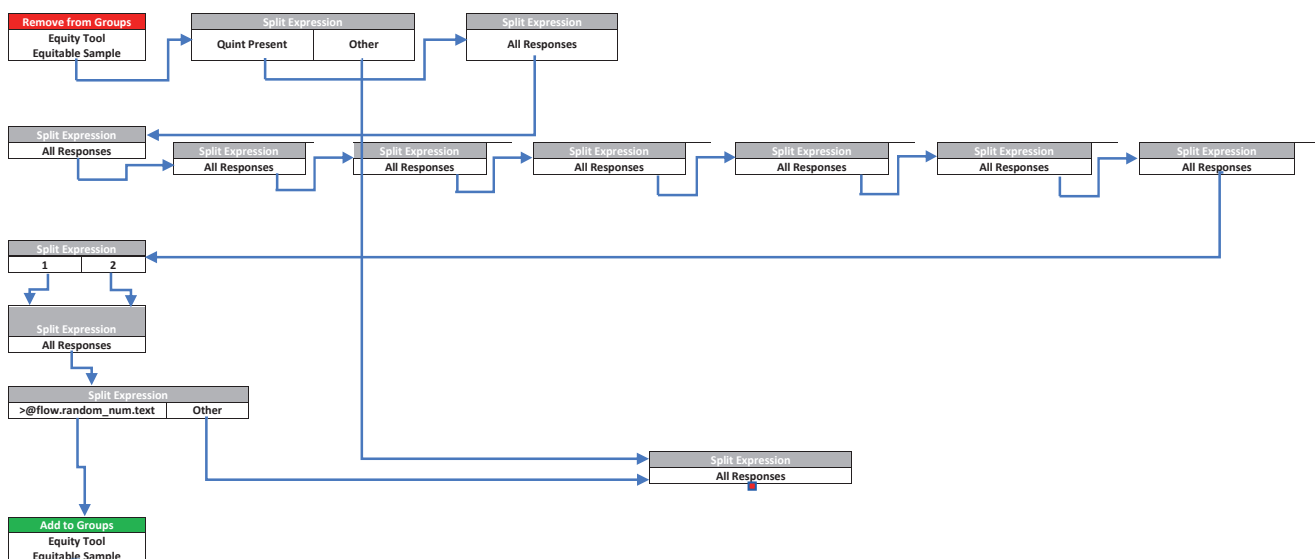 Remove from Groups
Equity Tool
Equitable Sample
Split Expression
Quint Present Other
Split Expression
All Responses
Split Expression
All Responses
Split Expression
All Responses
Split Expression
All Responses
Split Expression
All Responses
Split Expression
All Responses
Split Expression
All Responses
Split Expression
All Responses
Split Expression
1 2
Split Expression
All Responses
Split Expression
>@flow.random_num.text Other
Split Expression
All Responses
Add to Groups
Equity Tool
Equitable Sample